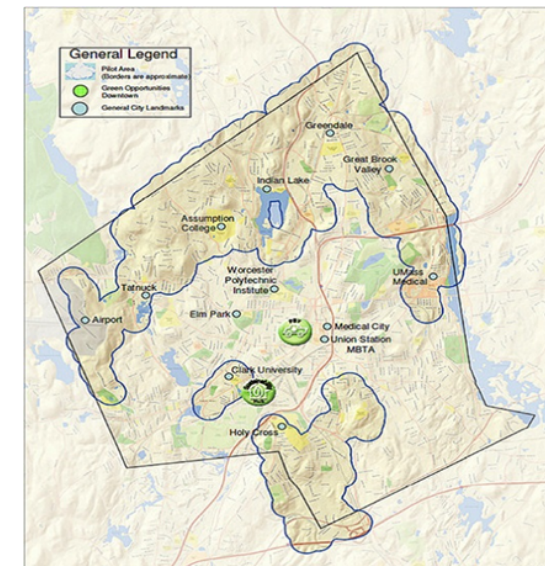 General Legend
Pilot Area
(Borders are approximate)
Green Opportunities
Downtown
General City Landmarks
Greendale
Great Brook
Valley
Indian Lake
Assumption
College
Worcester
Polytechnic
Institute
UMass
Medical
Tatnuck
Airport
Elm Park
Medical City
Union Station
MBTA
Clark University
Holy Cross